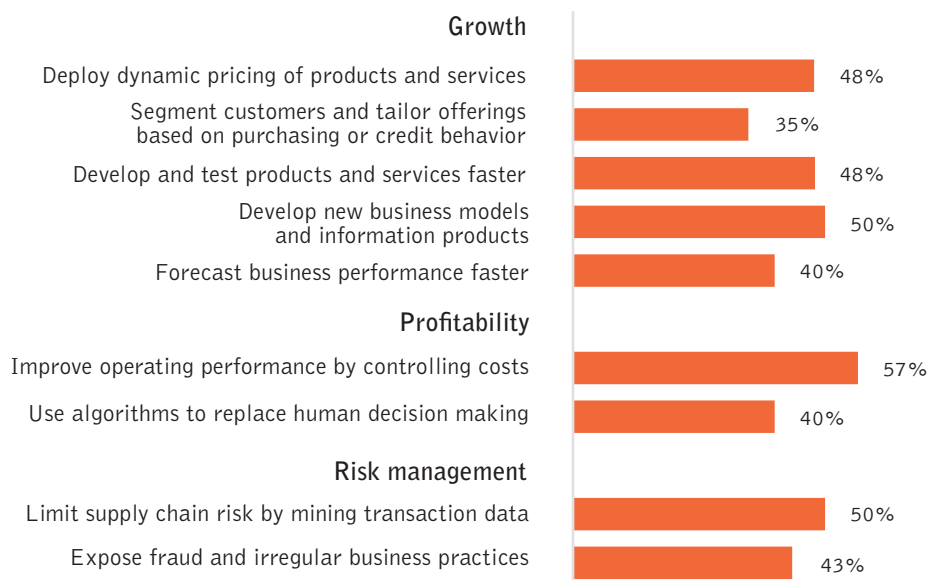 Growth
Deploy dynamic pricing of products and services 48%
Segment customers and tailor offerings
based on purchasing or credit behavior 35%
Develop and test products and services faster 48%
Develop new business models
and information products 50%
Forecast business performance faster 40%
Profitability
Improve operating performance by controlling costs 57%
Use algorithms to replace human decision making 40%
Risk management
Limit supply chain risk by mining transaction data 50%
Expose fraud and irregular business practices 43%